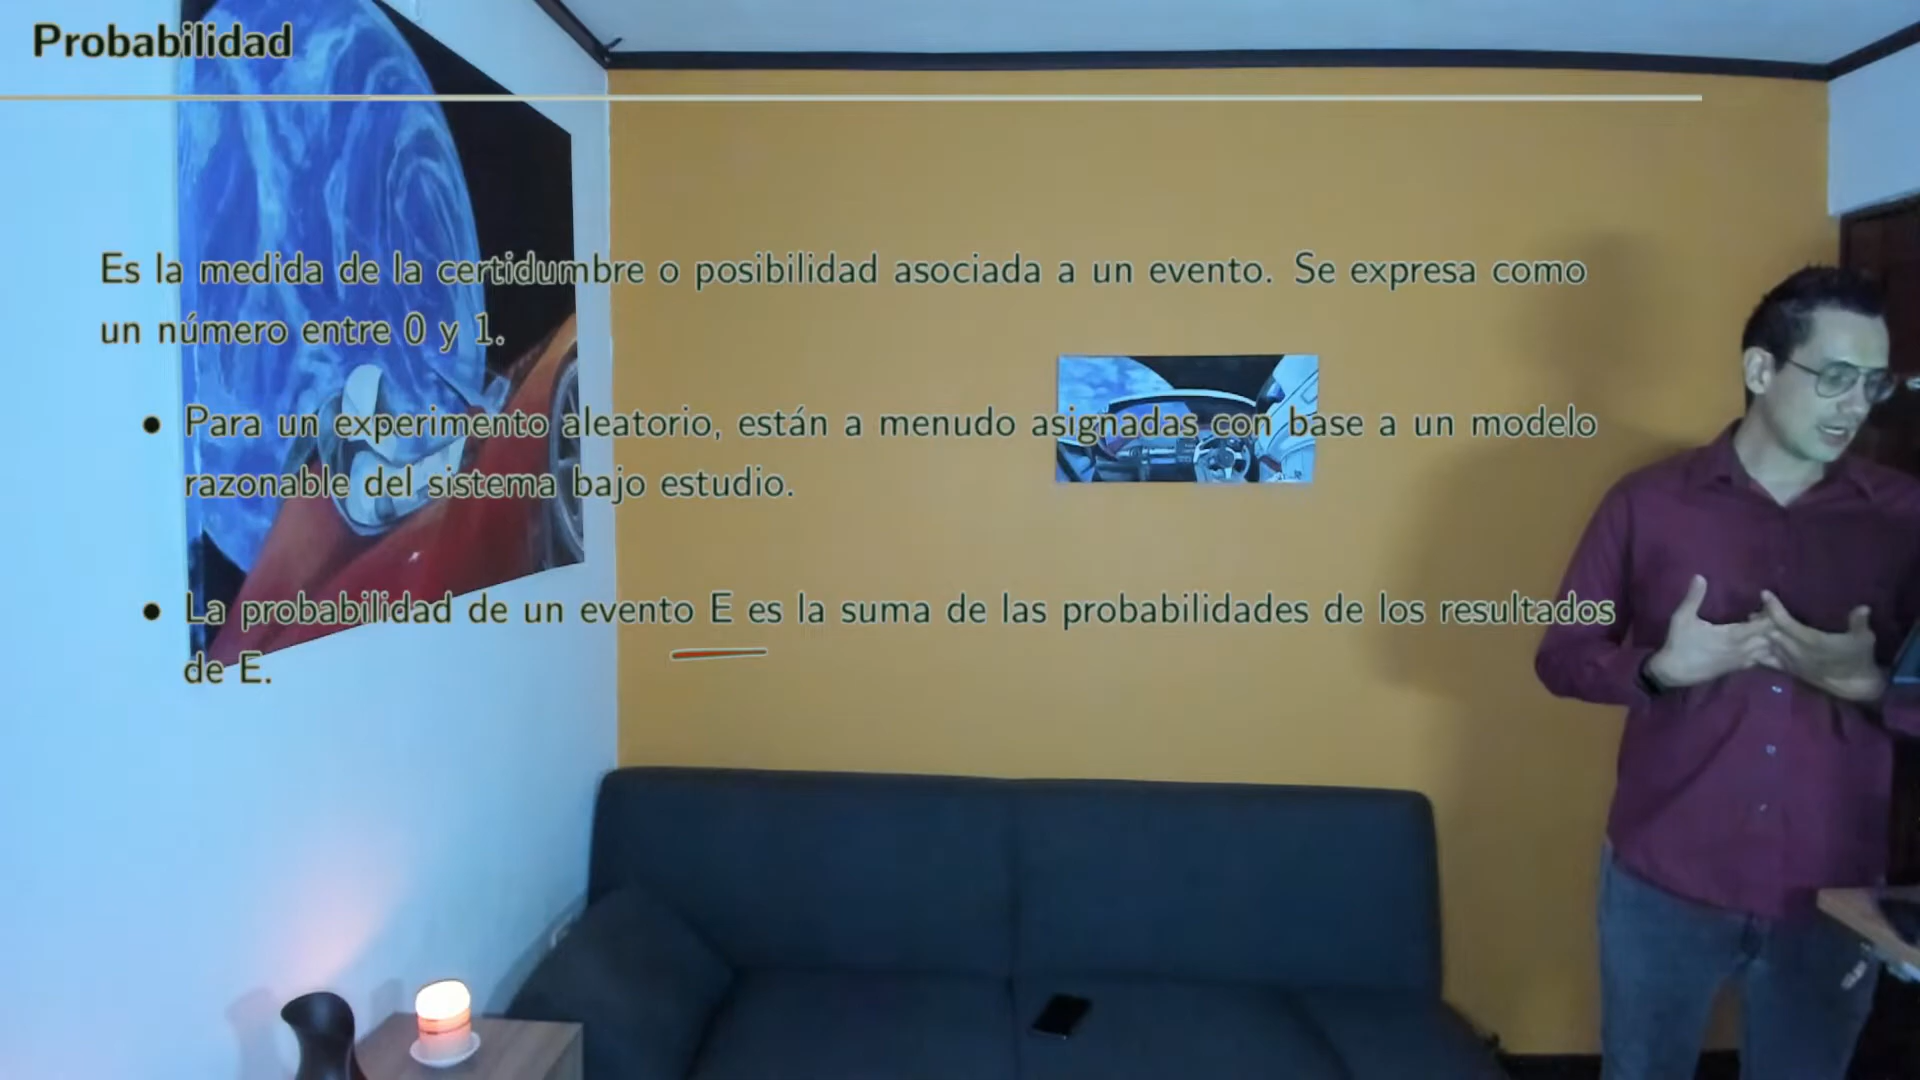 Probabilidad
Es la medida de la certidumbre o posibilidad asociada a un evento. Se expresa como
un número entre 0 y 1.
• Para un experimento aleatorio, están a menudo asignadas con base a un modelo
razonable del sistema bajo estudio.
• La probabilidad de un evento E es la suma de las probabilidades de los resultados
de E.